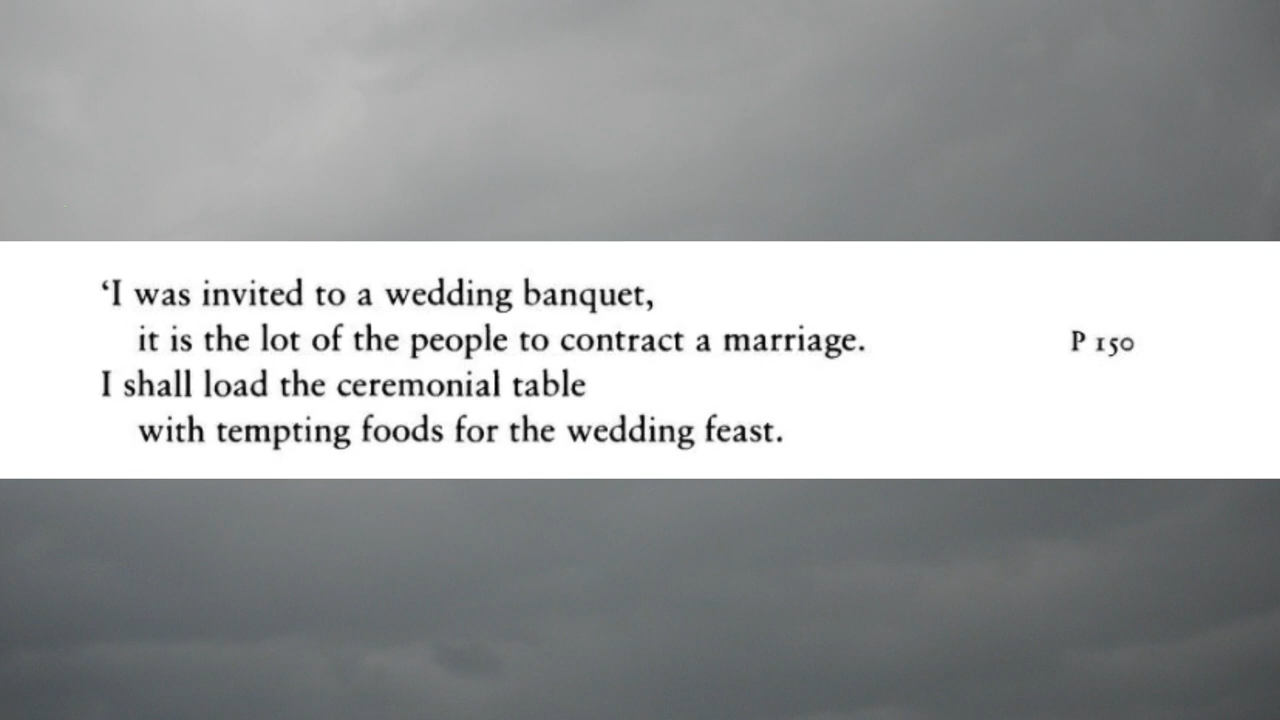 ‘I was invited to a wedding banquet,
it is the lot of the people to contract a marriage. P 150
I shall load the ceremonial table
with tempting foods for the wedding feast.